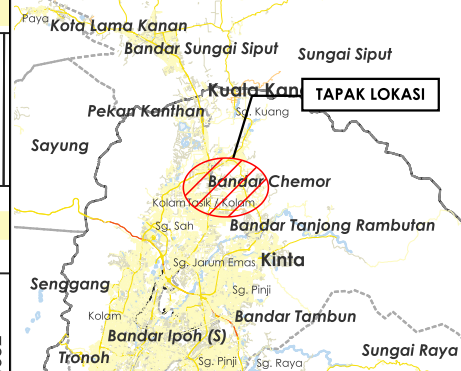 Paya
Kota Lama Kanan
Bandar Sungai Siput
Sungai Siput
Kuala Kan
TAPAK LOKASI
Pekan Kanthan
Sg. Kuang
Sayung
Bandar Chemor
Kolam
Tasik / Kolam
Sg. Sah
Bandar Tanjong Rambutan
Sg. Jarum Emas
Kinta
Senggang
Sg. Pinji
Kolam
Bandar Tambun
Bandar Ipoh (S)
Sungai Raya
Tronoh
Sg. Pinji
Sg. Raya